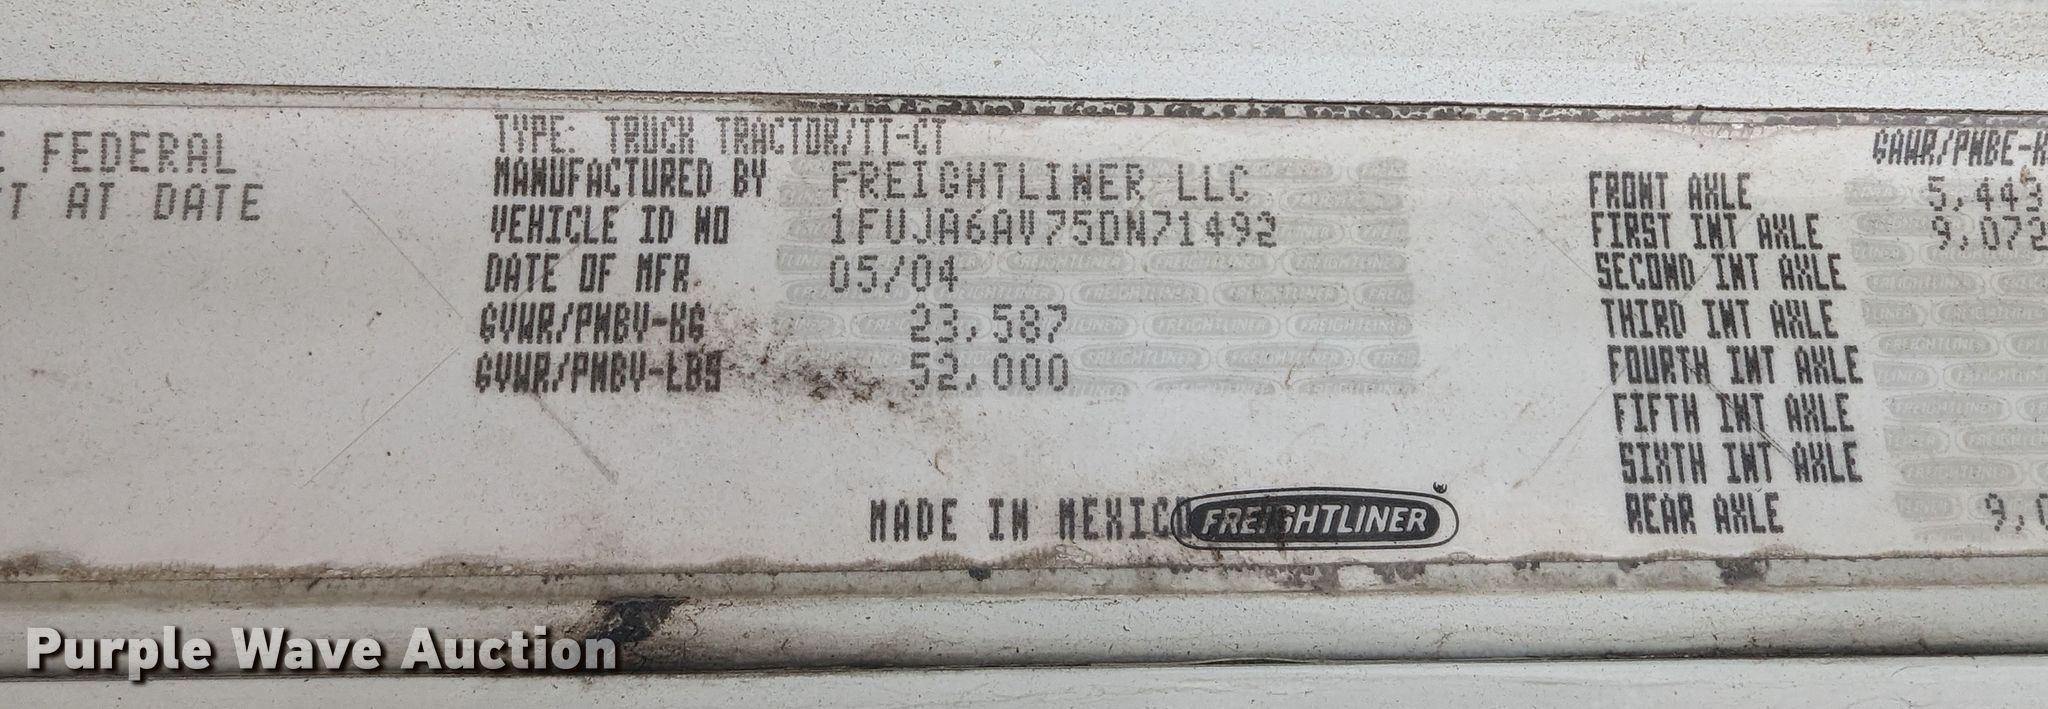 E FEDERAL
T AT DATE
TYPE: TRUCK TRACTOR/TT-CT
MANUFACTURED BY FREIGHTLINER LLC
VEHICLE ID NO 1FUJA6AV75DN71492
DATE OF MFR 05/04
GVWR/PNBV-KG 23,587
GVWR/PNBV-LBS 52,000
MADE IN MEXICO
FREIGHTLINER
GAWR/PNBE-K
FRONT AXLE 5,443
FIRST INT AXLE 9,072
SECOND INT AXLE
THIRD INT AXLE
FOURTH INT AXLE
FIFTH INT AXLE
SIXTH INT AXLE
REAR AXLE 9,0
Purple Wave Auction